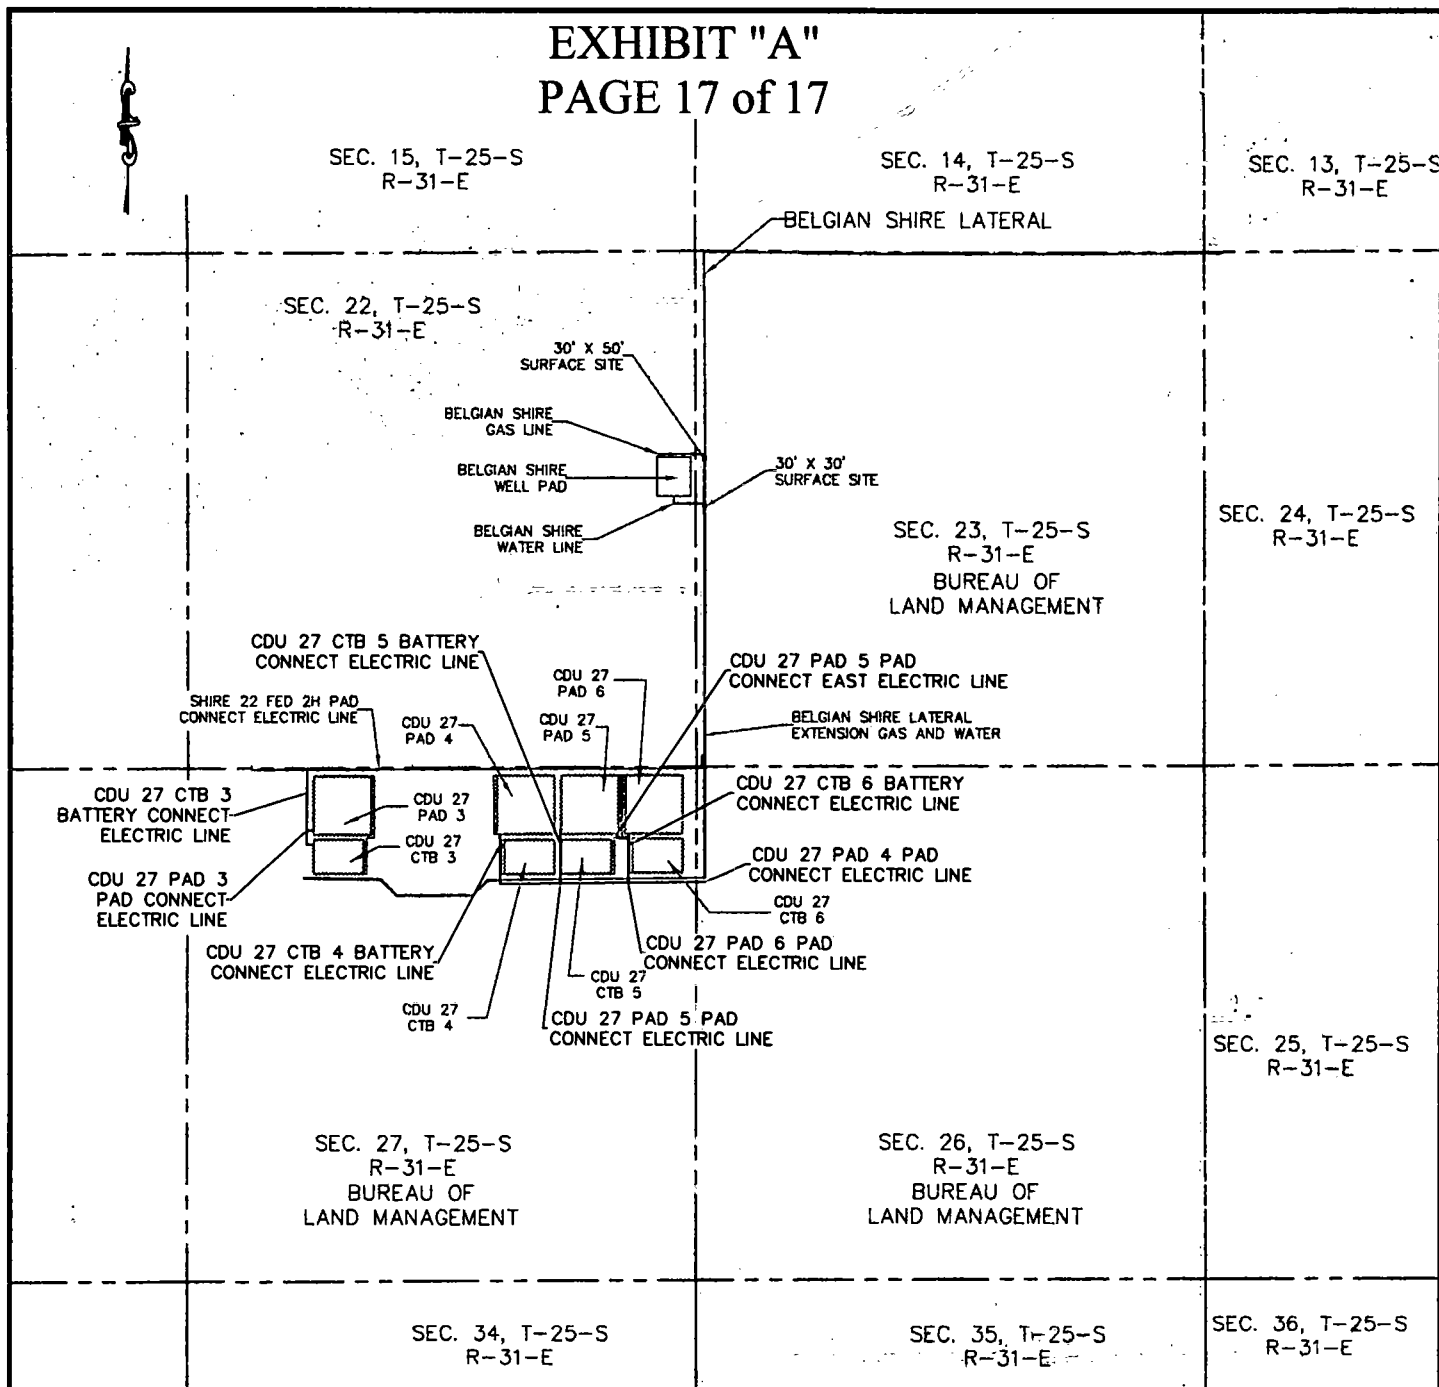 EXHIBIT "A"
PAGE 17 of 17
SEC. 15, T-25-S
R-31-E
SEC. 14, T-25-S
R-31-E
SEC. 13, T-25-S
R-31-E
BELGIAN SHIRE LATERAL
SEC. 22, T-25-S
R-31-E
30' X 50'
SURFACE SITE
BELGIAN SHIRE
GAS LINE
BELGIAN SHIRE
WELL PAD
30' X 30'
SURFACE SITE
BELGIAN SHIRE
WATER LINE
SEC. 23, T-25-S
R-31-E
BUREAU OF
LAND MANAGEMENT
SEC. 24, T-25-S
R-31-E
CDU 27 CTB 5 BATTERY
CONNECT ELECTRIC LINE
CDU 27
PAD 6
CDU 27 PAD 5 PAD
CONNECT EAST ELECTRIC LINE
SHIRE 22 FED 2H PAD
CONNECT ELECTRIC LINE
CDU 27
PAD 4
CDU 27
PAD 5
BELGIAN SHIRE LATERAL
EXTENSION GAS AND WATER
CDU 27 CTB 3
BATTERY CONNECT
ELECTRIC LINE
CDU 27
PAD 3
CDU 27 CTB 6 BATTERY
CONNECT ELECTRIC LINE
CDU 27
CTB 3
CDU 27 PAD 3
PAD CONNECT
ELECTRIC LINE
CDU 27 PAD 4 PAD
CONNECT ELECTRIC LINE
CDU 27
CTB 6
CDU 27 CTB 4 BATTERY
CONNECT ELECTRIC LINE
CDU 27 PAD 6 PAD
CONNECT ELECTRIC LINE
CDU 27
CTB 5
CDU 27
CTB 4
CDU 27 PAD 5 PAD
CONNECT ELECTRIC LINE
SEC. 25, T-25-S
R-31-E
SEC. 27, T-25-S
R-31-E
BUREAU OF
LAND MANAGEMENT
SEC. 26, T-25-S
R-31-E
BUREAU OF
LAND MANAGEMENT
SEC. 34, T-25-S
R-31-E
SEC. 35, T-25-S
R-31-E
SEC. 36, T-25-S
R-31-E